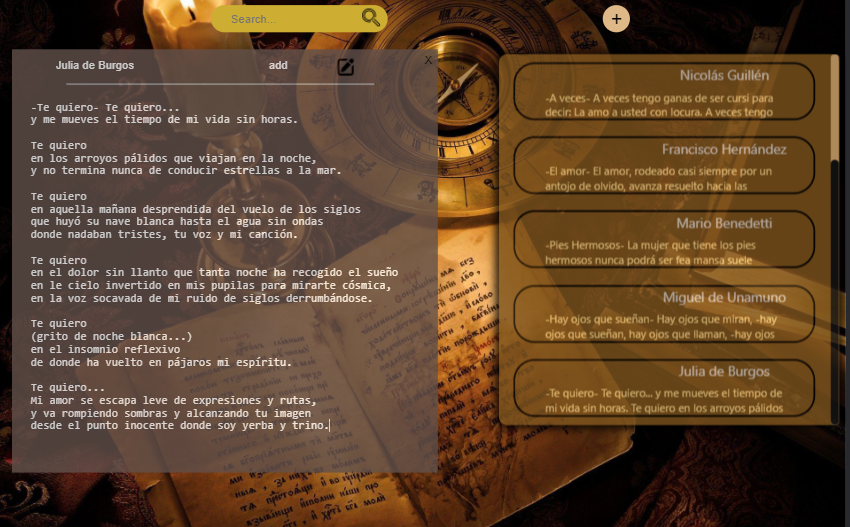 Search...
+
Julia de Burgos add X
-Te quiero- Te quiero...
y me mueves el tiempo de mi vida sin horas.
Te quiero
en los arroyos pálidos que viajan en la noche,
y no termina nunca de conducir estrellas a la mar.
Te quiero
en aquella mañana desprendida del vuelo de los siglos
que huyó su nave blanca hasta el agua sin ondas
donde nadaban tristes, tu voz y mi canción.
Te quiero
en el dolor sin llanto que tanta noche ha recogido el sueño
en le cielo invertido en mis pupilas para mirarte cósmica,
en la voz socavada de mi ruido de siglos derrumbándose.
Te quiero
(grito de noche blanca...)
en el insomnio reflexivo
de donde ha vuelto en pájaros mi espíritu.
Te quiero...
Mi amor se escapa leve de expresiones y rutas,
y va rompiendo sombras y alcanzando tu imagen
desde el punto inocente donde soy yerba y trino.
Nicolás Guillén
-A veces- A veces tengo ganas de ser cursi para
decir: La amo a usted con locura. A veces tengo
Francisco Hernández
-El amor- El amor, rodeado casi siempre por un
antojo de olvido, avanza resuelto hacia las
Mario Benedetti
-Pies Hermosos- La mujer que tiene los pies
hermosos nunca podrá ser fea mansa suele
Miguel de Unamuno
-Hay ojos que sueñan- Hay ojos que miran, -hay
ojos que sueñan, hay ojos que llaman, -hay ojos
Julia de Burgos
-Te quiero- Te quiero... y me mueves el tiempo de
mi vida sin horas. Te quiero en los arroyos pálidos